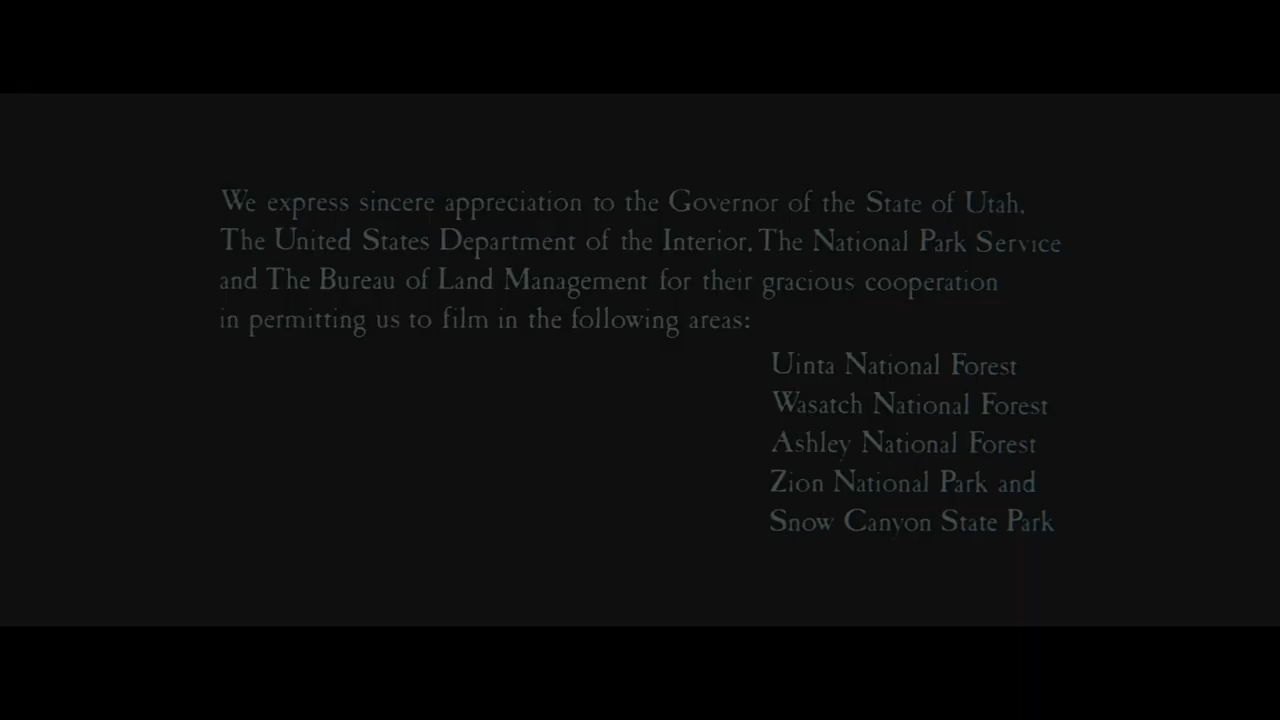 We express sincere appreciation to the Governor of the State of Utah,
The United States Department of the Interior, The National Park Service
and The Bureau of Land Management for their gracious cooperation
in permitting us to film in the following areas:
Uinta National Forest
Wasatch National Forest
Ashley National Forest
Zion National Park and
Snow Canyon State Park